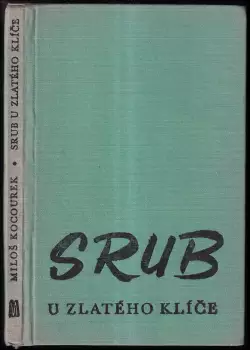 MILOŠ KOCOUREK • SRUB U ZLATÉHO KLÍČE
SRUB
U ZLATÉHO KLÍČE